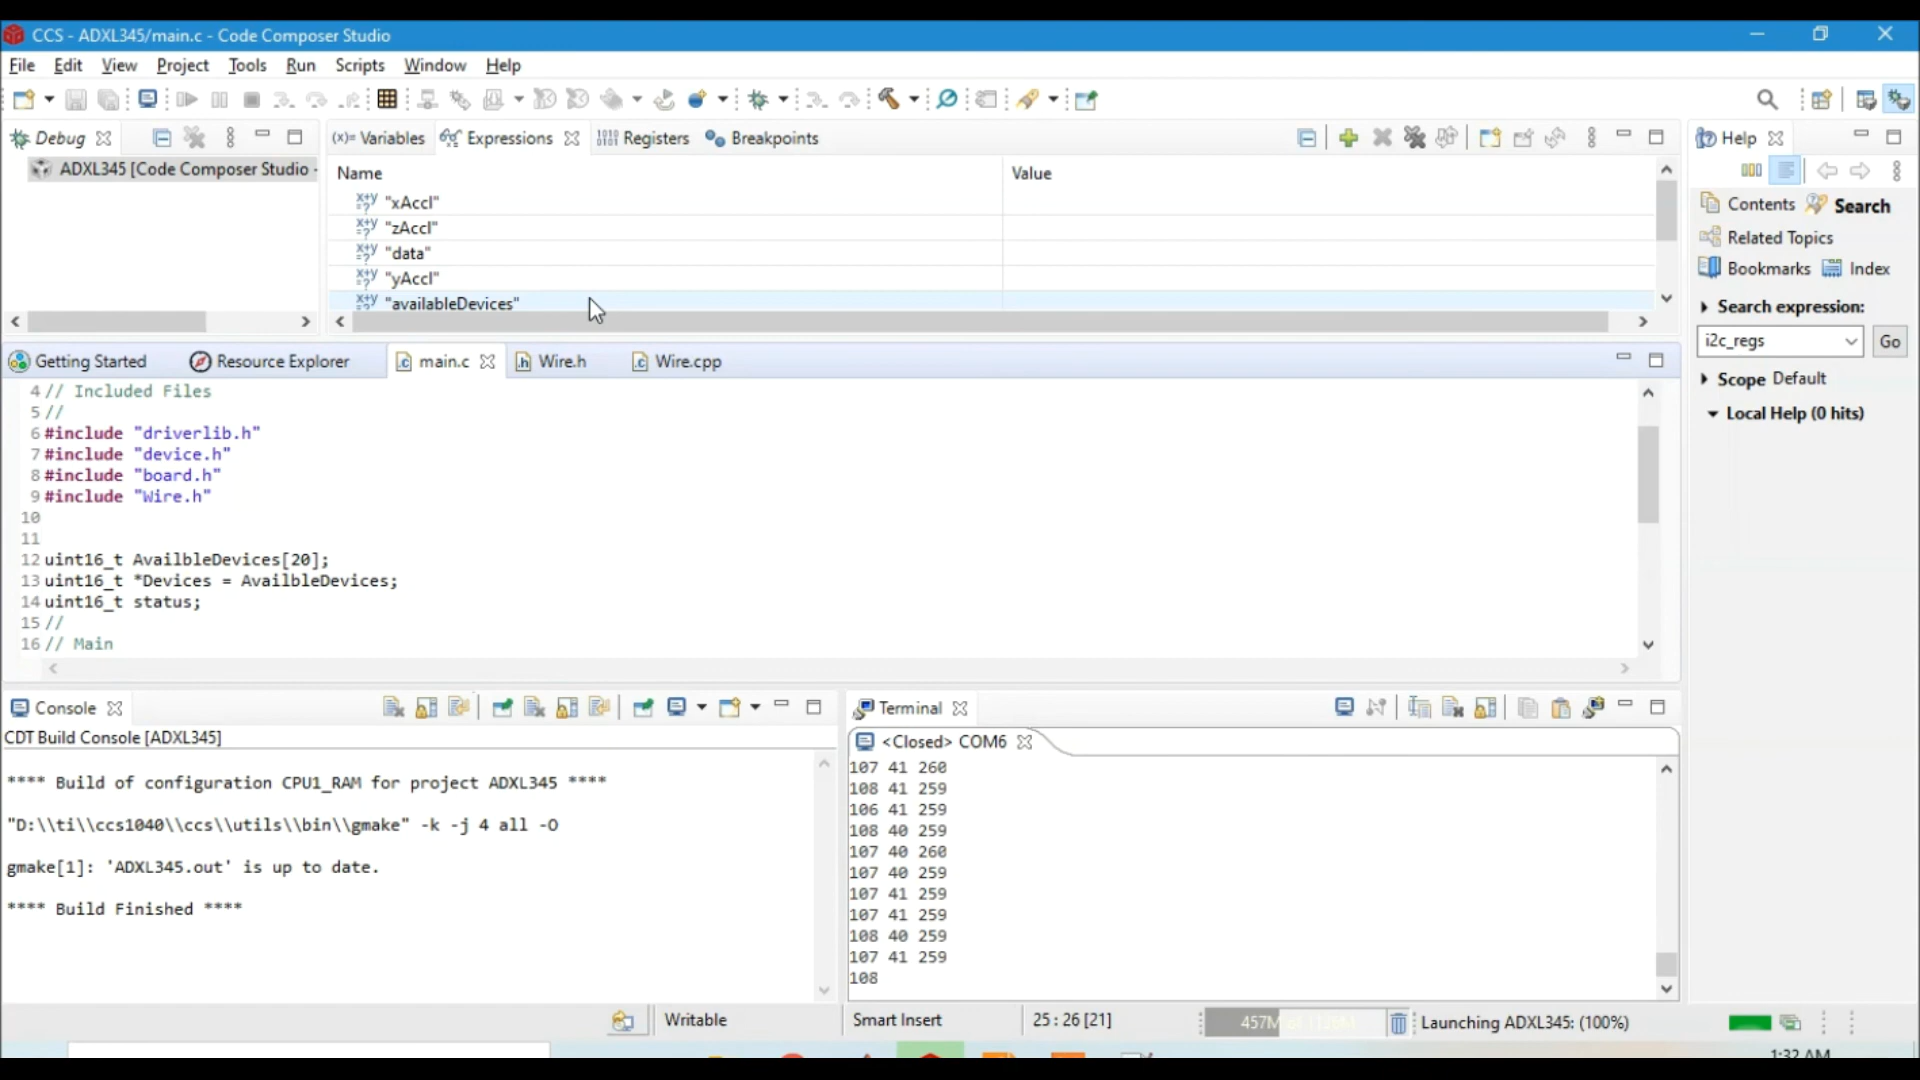 CCS - ADXL345/main.c - Code Composer Studio
File Edit View Project Tools Run Scripts Window Help
Debug
ADXL345 [Code Composer Studio -
(x)= Variables Expressions Registers Breakpoints
Name Value
"xAccl"
"zAccl"
"data"
"yAccl"
"availableDevices"
Help
Contents Search
Related Topics
Bookmarks Index
Search expression:
i2c_regs Go
Scope Default
Local Help (0 hits)
Getting Started Resource Explorer main.c Wire.h Wire.cpp
4 // Included Files
5 //
6 #include "driverlib.h"
7 #include "device.h"
8 #include "board.h"
9 #include "Wire.h"
10
11
12 uint16_t AvailbleDevices[20];
13 uint16_t *Devices = AvailbleDevices;
14 uint16_t status;
15 //
16 // Main
Console
CDT Build Console [ADXL345]
**** Build of configuration CPU1_RAM for project ADXL345 ****
"D:\\ti\\ccs1040\\ccs\\utils\\bin\\gmake" -k -j 4 all -O
gmake[1]: 'ADXL345.out' is up to date.
**** Build Finished ****
Terminal
<Closed> COM6
107 41 260
108 41 259
106 41 259
108 40 259
107 40 260
107 40 259
107 41 259
107 41 259
108 40 259
107 41 259
108
Writable Smart Insert 25 : 26 [21] 457M Launching ADXL345: (100%)
1:32 AM